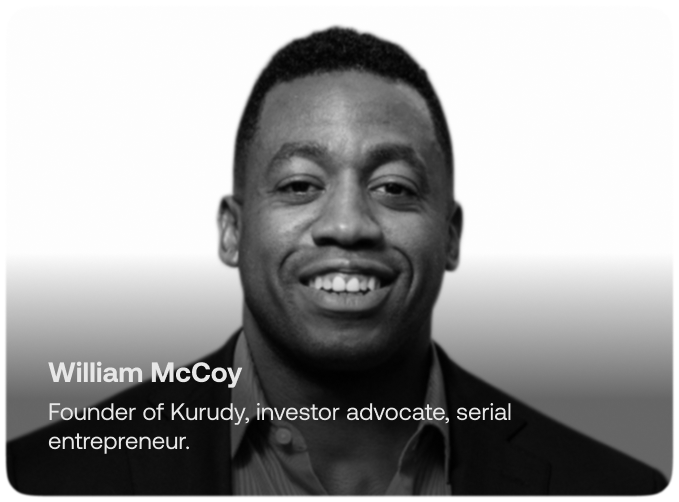 William McCoy
Founder of Kurudy, investor advocate, serial
entrepreneur.